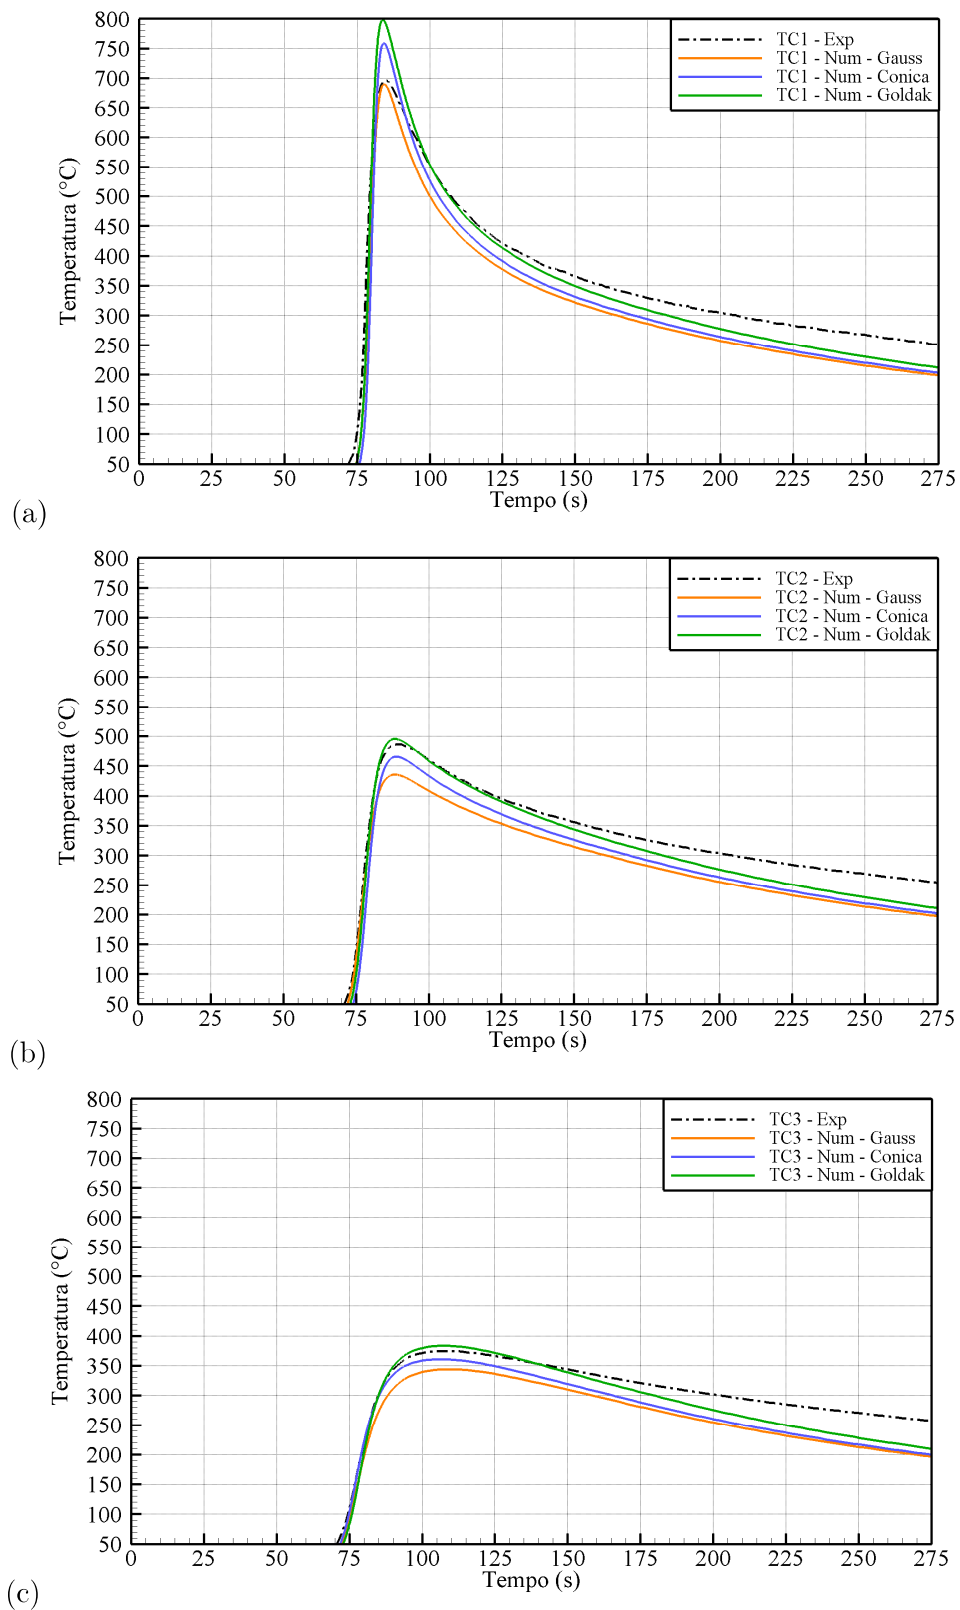 800
750
700
650
600
550
500
450
400
350
300
250
200
150
100
50
Temperatura (°C)
TC1 - Exp
TC1 - Num - Gauss
TC1 - Num - Conica
TC1 - Num - Goldak
0 25 50 75 100 125 150 175 200 225 250 275
Tempo (s)
(a)
800
750
700
650
600
550
500
450
400
350
300
250
200
150
100
50
Temperatura (°C)
TC2 - Exp
TC2 - Num - Gauss
TC2 - Num - Conica
TC2 - Num - Goldak
0 25 50 75 100 125 150 175 200 225 250 275
Tempo (s)
(b)
800
750
700
650
600
550
500
450
400
350
300
250
200
150
100
50
Temperatura (°C)
TC3 - Exp
TC3 - Num - Gauss
TC3 - Num - Conica
TC3 - Num - Goldak
0 25 50 75 100 125 150 175 200 225 250 275
Tempo (s)
(c)